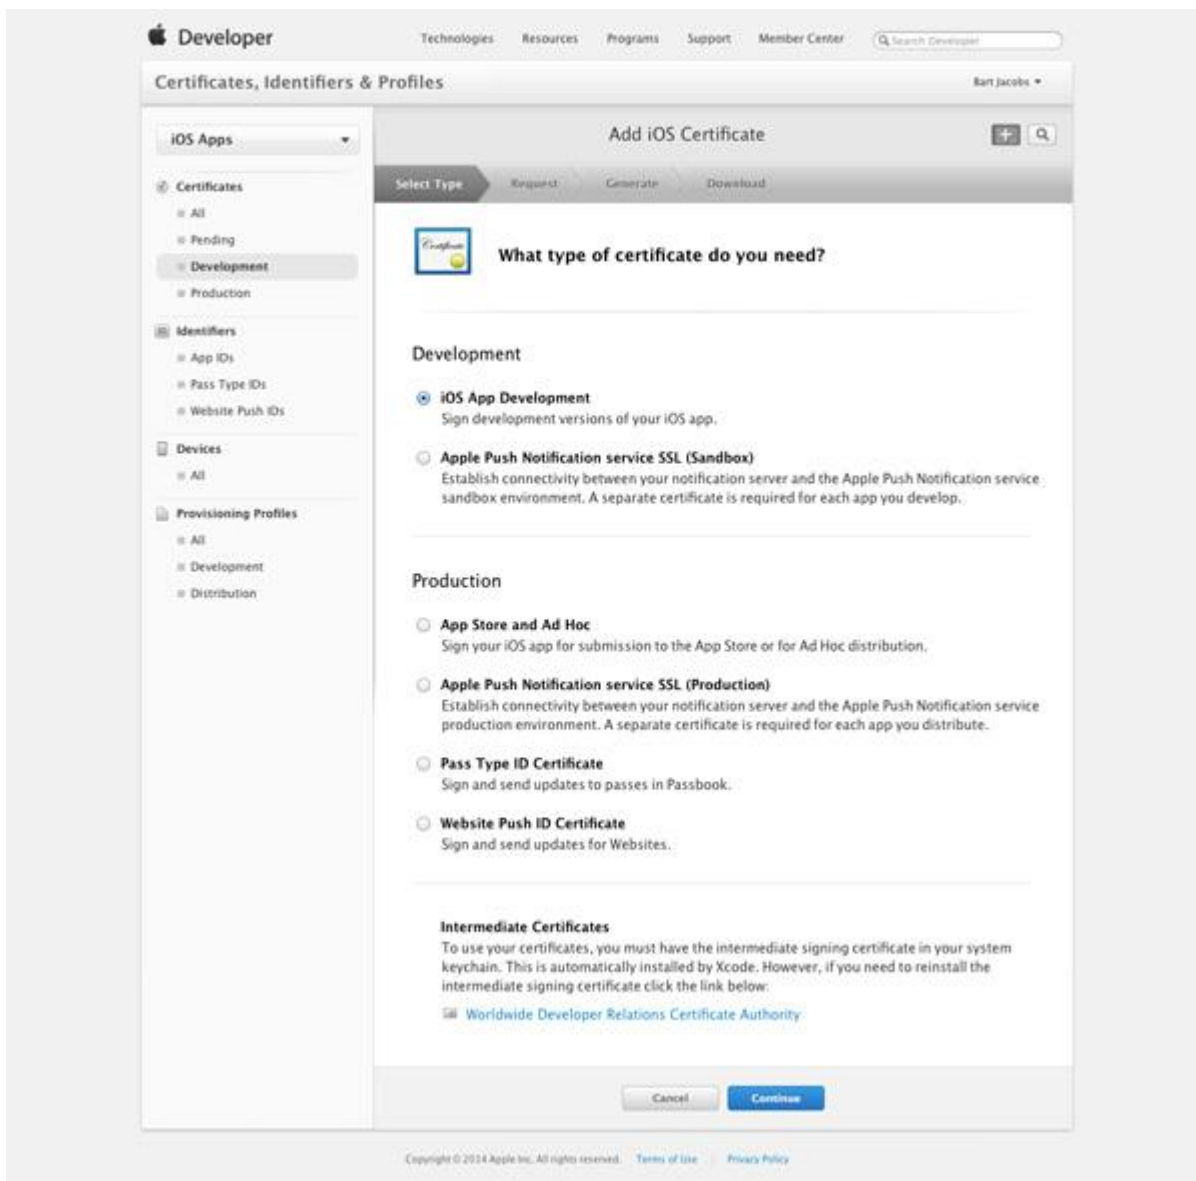 Developer
Technologies Resources Programs Support Member Center Search Developer
Certificates, Identifiers & Profiles
Bart Jacobs
iOS Apps
Certificates
All
Pending
Development
Production
Identifiers
App IDs
Pass Type IDs
Website Push IDs
Devices
All
Provisioning Profiles
All
Development
Distribution
Add iOS Certificate
Select Type Request Generate Download
Certificate
What type of certificate do you need?
Development
iOS App Development
Sign development versions of your iOS app.
Apple Push Notification service SSL (Sandbox)
Establish connectivity between your notification server and the Apple Push Notification service
sandbox environment. A separate certificate is required for each app you develop.
Production
App Store and Ad Hoc
Sign your iOS app for submission to the App Store or for Ad Hoc distribution.
Apple Push Notification service SSL (Production)
Establish connectivity between your notification server and the Apple Push Notification service
production environment. A separate certificate is required for each app you distribute.
Pass Type ID Certificate
Sign and send updates to passes in Passbook.
Website Push ID Certificate
Sign and send updates for Websites.
Intermediate Certificates
To use your certificates, you must have the intermediate signing certificate in your system
keychain. This is automatically installed by Xcode. However, if you need to reinstall the
intermediate signing certificate click the link below:
Worldwide Developer Relations Certificate Authority
Cancel Continue
Copyright © 2014 Apple Inc. All rights reserved. Terms of Use | Privacy Policy